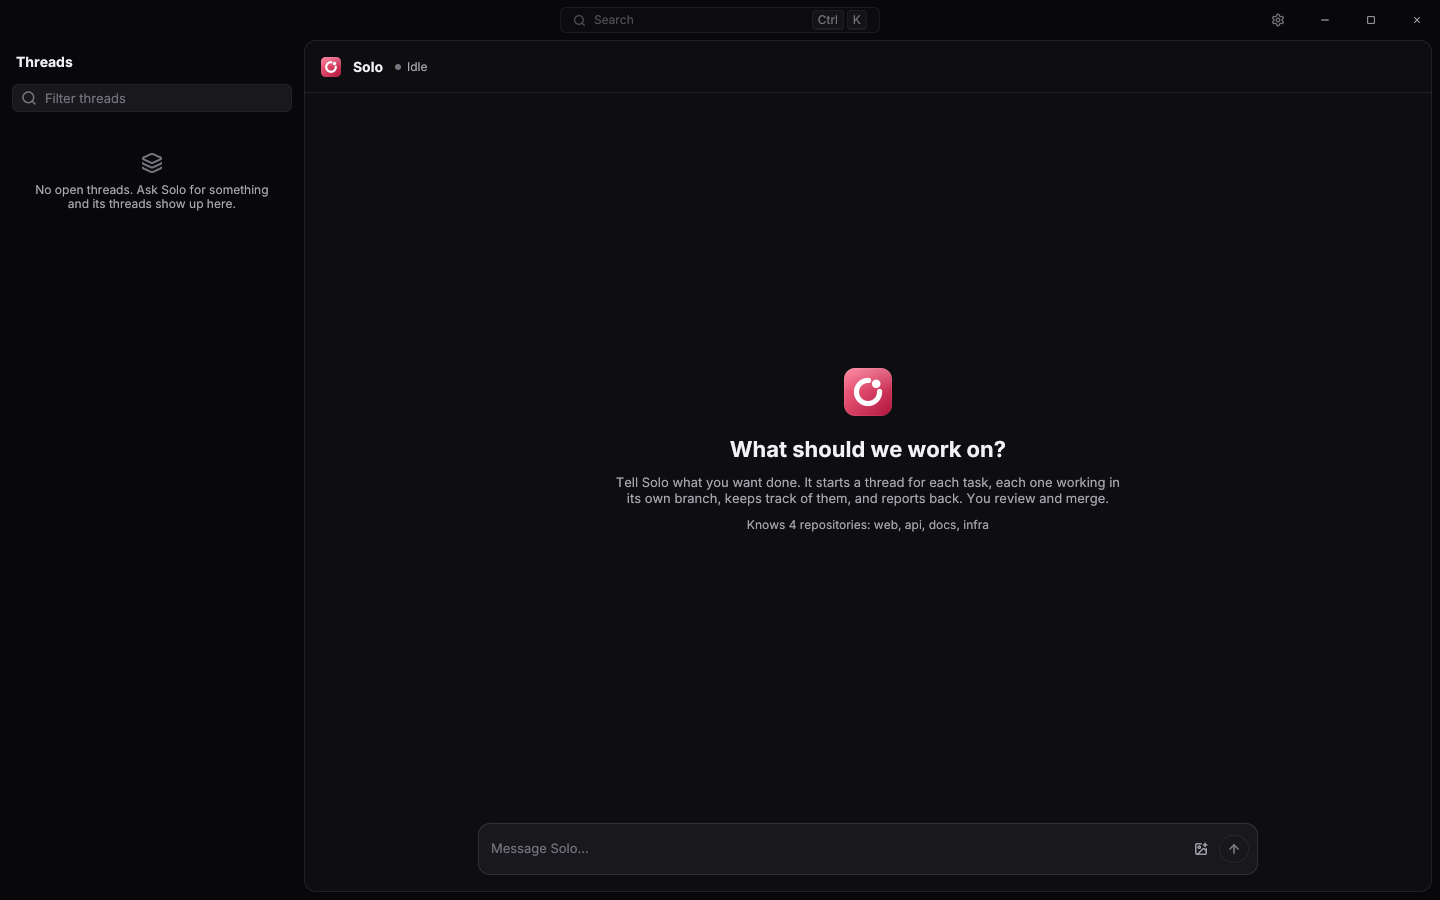 Search
Ctrl K
Threads
Filter threads
No open threads. Ask Solo for something
and its threads show up here.
Solo
Idle
What should we work on?
Tell Solo what you want done. It starts a thread for each task, each one working in
its own branch, keeps track of them, and reports back. You review and merge.
Knows 4 repositories: web, api, docs, infra
Message Solo...